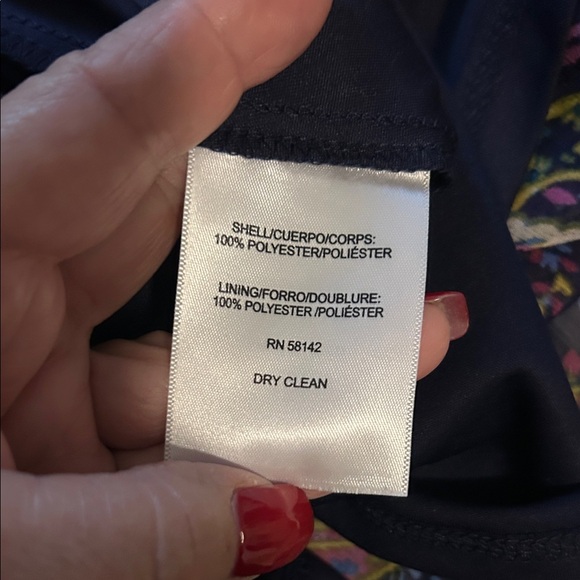 SHELL/CUERPO/CORPS:
100% POLYESTER/POLIÉSTER
LINING/FORRO/DOUBLURE:
100% POLYESTER /POLIÉSTER
RN 58142
DRY CLEAN